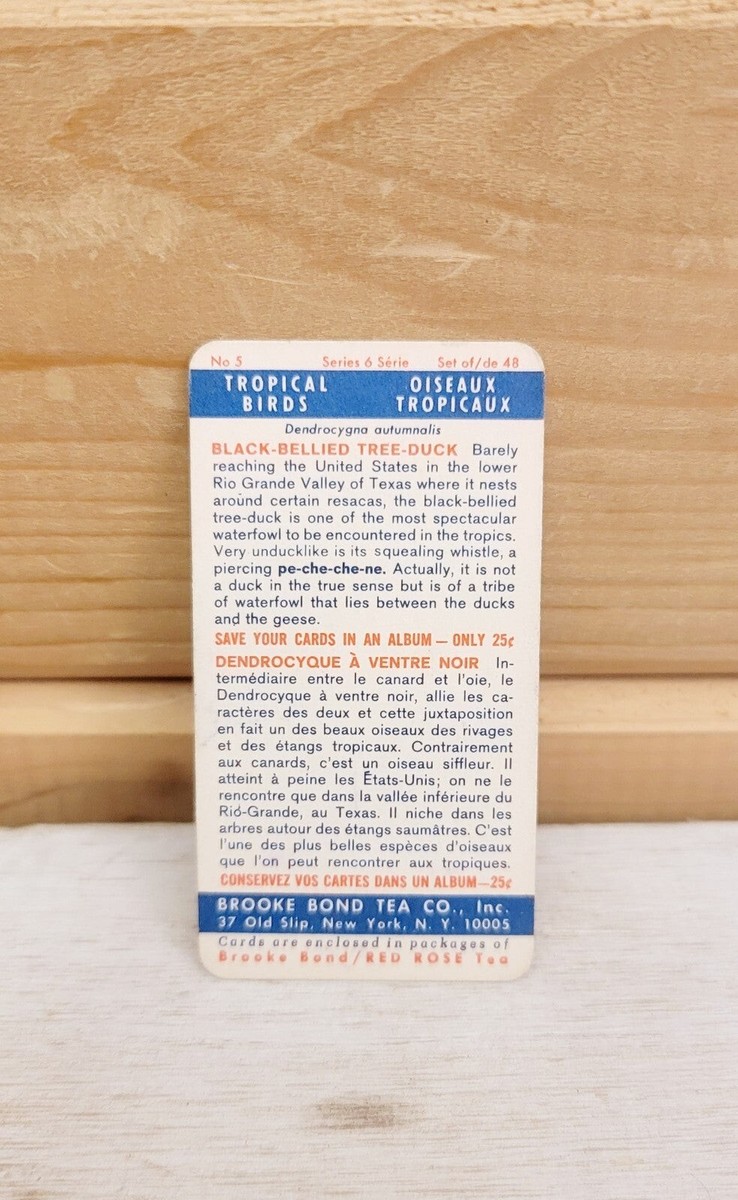 No 5 Series 6 Série Set of/de 48
TROPICAL BIRDS OISEAUX TROPICAUX
Dendrocygna autumnalis
BLACK-BELLIED TREE-DUCK Barely
reaching the United States in the lower
Rio Grande Valley of Texas where it nests
around certain resacas, the black-bellied
tree-duck is one of the most spectacular
waterfowl to be encountered in the tropics.
Very unducklike is its squealing whistle, a
piercing pe-che-che-ne. Actually, it is not
a duck in the true sense but is of a tribe
of waterfowl that lies between the ducks
and the geese.
SAVE YOUR CARDS IN AN ALBUM — ONLY 25¢
DENDROCYQUE À VENTRE NOIR In-
termédiaire entre le canard et l'oie, le
Dendrocyque à ventre noir, allie les ca-
ractères des deux et cette juxtaposition
en fait un des beaux oiseaux des rivages
et des étangs tropicaux. Contrairement
aux canards, c'est un oiseau siffleur. Il
atteint à peine les États-Unis; on ne le
rencontre que dans la vallée inférieure du
Rio-Grande, au Texas. Il niche dans les
arbres autour des étangs saumâtres. C'est
l'une des plus belles espèces d'oiseaux
que l'on peut rencontrer aux tropiques.
CONSERVEZ VOS CARTES DANS UN ALBUM—25¢
BROOKE BOND TEA CO., Inc.
37 Old Slip, New York, N. Y. 10005
Cards are enclosed in packages of
Brooke Bond/RED ROSE Tea